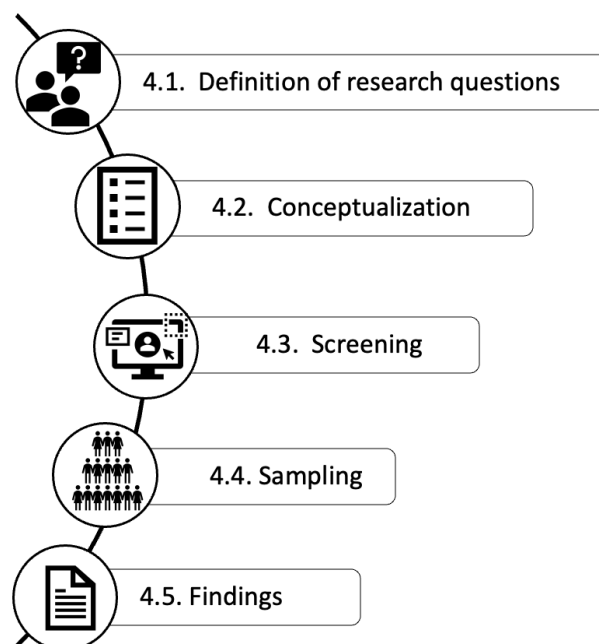 ?
4.1. Definition of research questions
4.2. Conceptualization
4.3. Screening
4.4. Sampling
4.5. Findings